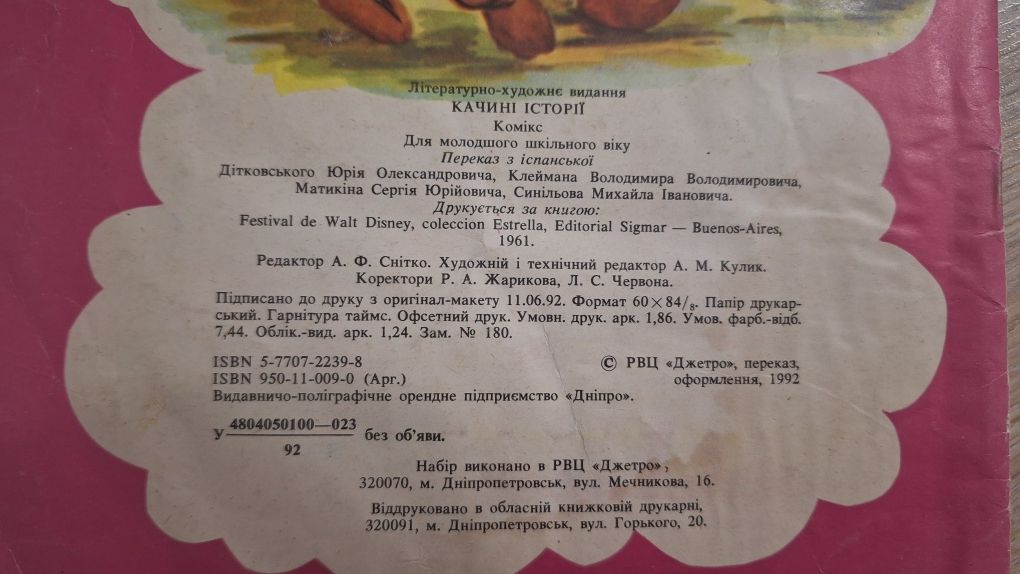 Літературно-художнє видання
КАЧИНІ ІСТОРІЇ
Комікс
Для молодшого шкільного віку
Переказ з іспанської
Дітковського Юрія Олександровича, Клеймана Володимира Володимировича,
Матикіна Сергія Юрійовича, Синільова Михайла Івановича.
Друкується за книгою:
Festival de Walt Disney, coleccion Estrella, Editorial Sigmar — Buenos-Aires,
1961.
Редактор А. Ф. Снітко. Художній і технічний редактор А. М. Кулик.
Коректори Р. А. Жарикова, Л. С. Червона.
Підписано до друку з оригінал-макету 11.06.92. Формат 60×84/8. Папір друкар-
ський. Гарнітура таймс. Офсетний друк. Умовн. друк. арк. 1,86. Умов. фарб.-відб.
7,44. Облік.-вид. арк. 1,24. Зам. № 180.
ISBN 5-7707-2239-8
ISBN 950-11-009-0 (Арг.)
© РВЦ «Джетро», переказ,
оформлення, 1992
Видавничо-поліграфічне орендне підприємство «Дніпро».
У 4804050100—023 без об'яви.
92
Набір виконано в РВЦ «Джетро»,
320070, м. Дніпропетровськ, вул. Мечникова, 16.
Віддруковано в обласній книжковій друкарні,
320091, м. Дніпропетровськ, вул. Горького, 20.